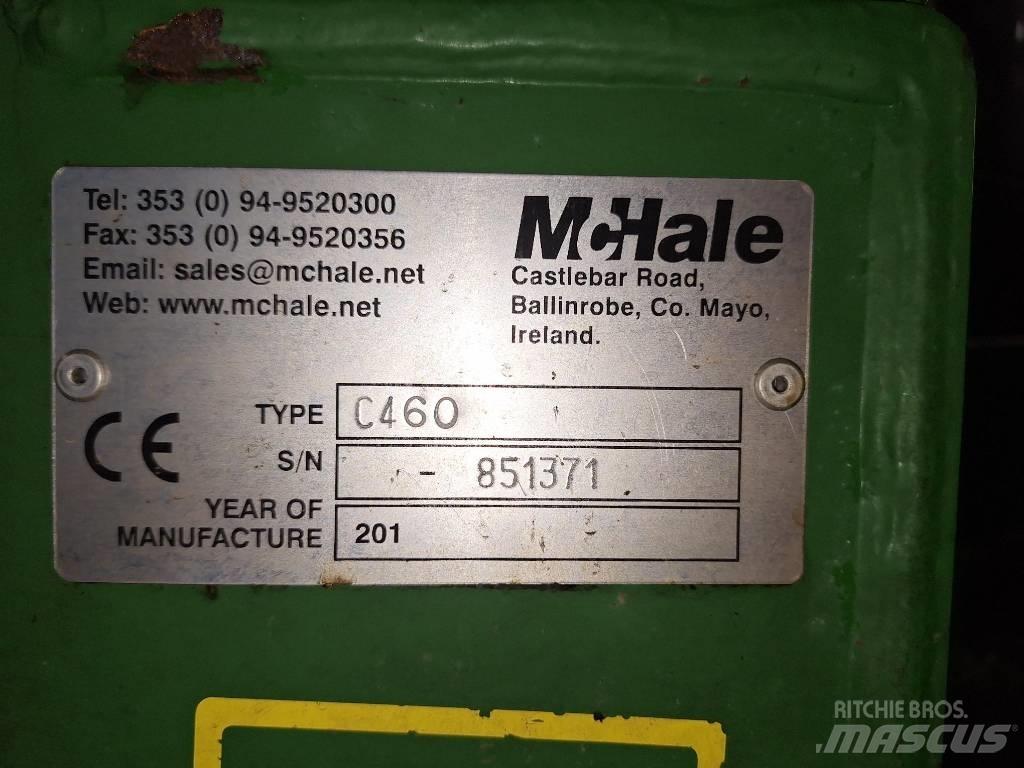 Tel: 353 (0) 94-9520300
Fax: 353 (0) 94-9520356
Email: sales@mchale.net
Web: www.mchale.net
McHale
Castlebar Road,
Ballinrobe, Co. Mayo,
Ireland.
CE
TYPE C460
S/N - 851371
YEAR OF
MANUFACTURE 201
RITCHIE BROS.
MASCUS